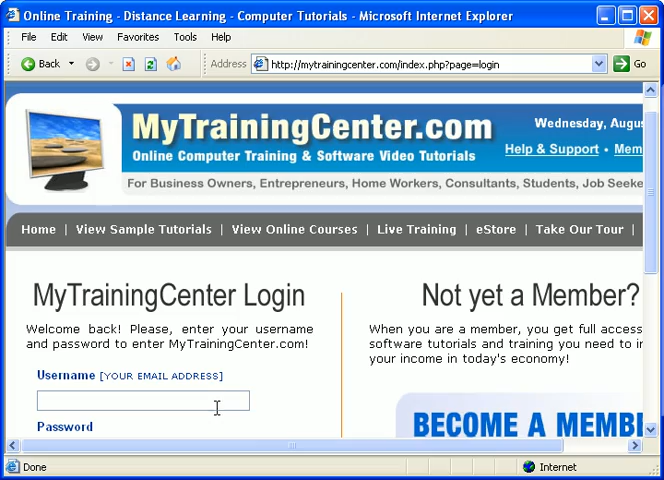 Online Training - Distance Learning - Computer Tutorials - Microsoft Internet Explorer
File Edit View Favorites Tools Help
Back Address http://mytrainingcenter.com/index.php?page=login Go
MyTrainingCenter.com
Wednesday,
Online Computer Training & Software Video Tutorials
Help & Support •
For Business Owners, Entrepreneurs, Home Workers, Consultants, Students, Job
Home | View Sample Tutorials | View Online Courses | Live Training | eStore | Take Our Tour |
MyTrainingCenter Login
Welcome back! Please, enter your username
and password to enter MyTrainingCenter.com!
Username [YOUR EMAIL ADDRESS]
Password
Not yet a Member?
When you are a member, you get full access
software tutorials and training you need to
your income in today's economy!
BECOME A
Done
Internet